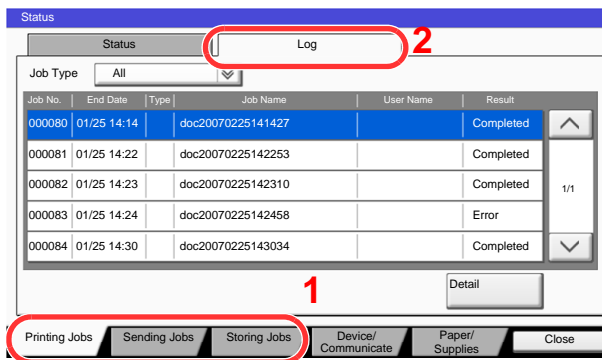 Status
Status Log 2
Job Type All
Job No. End Date Type Job Name User Name Result
000080 01/25 14:14 doc20070225141427 Completed
000081 01/25 14:22 doc20070225142253 Completed
000082 01/25 14:23 doc20070225142310 Completed 1/1
000083 01/25 14:24 doc20070225142458 Error
000084 01/25 14:30 doc20070225143034 Completed
1 Detail
Printing Jobs Sending Jobs Storing Jobs Device/ Paper/ Close
Communicate Supplies